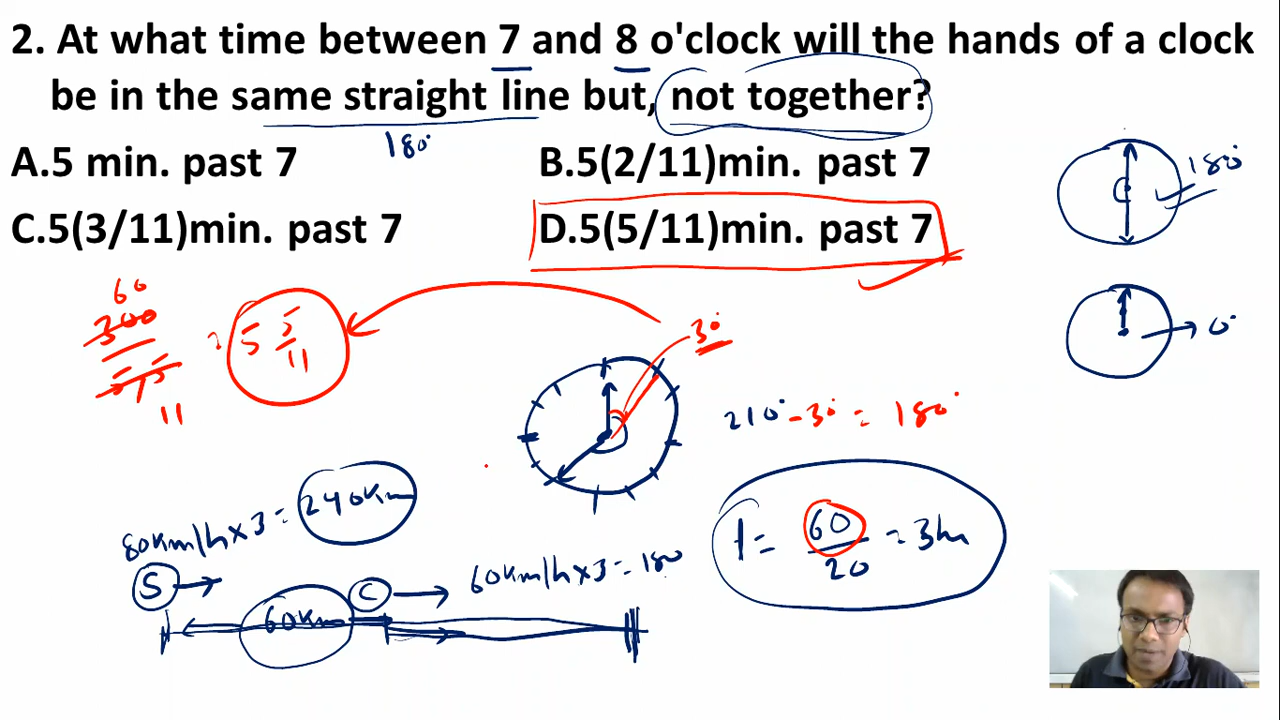 2. At what time between 7 and 8 o'clock will the hands of a clock
be in the same straight line but, not together?
180°
A.5 min. past 7
B.5(2/11)min. past 7
180°
C.5(3/11)min. past 7
D.5(5/11)min. past 7
60
300
55
11
= 5 5/11
30°
0°
210° - 30° = 180°
80km/h x 3 = 240km
S
C
60km/h x 3 = 180
60km
t = 60/20 = 3hr